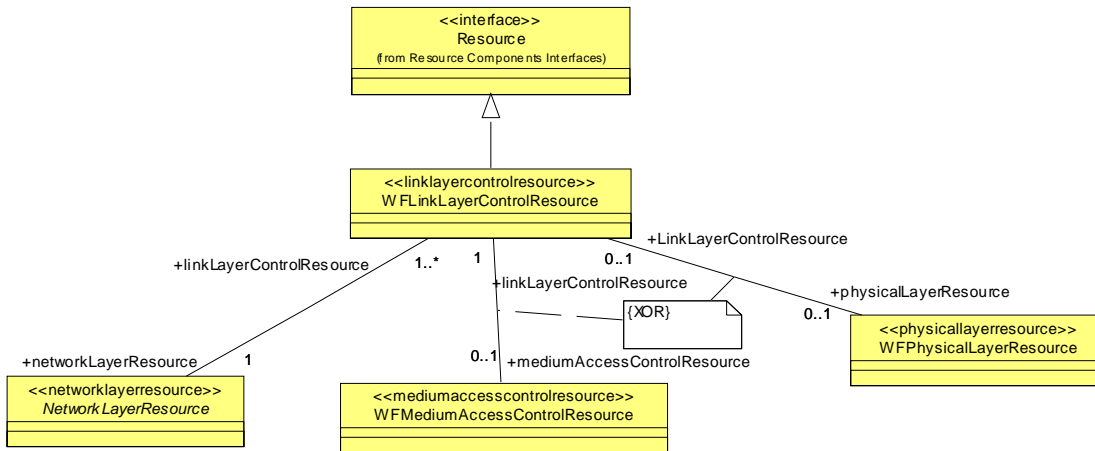 <<interface>>
Resource
(from Resource Components Interfaces)
<<linklayercontrolresource>>
WFLinkLayerControlResource
+LinkLayerControlResource
+linkLayerControlResource
1..*
1
0..1
+linkLayerControlResource
+physicalLayerResource
{XOR}
0..1
<<physicallayerresource>>
WFPhysicalLayerResource
+networkLayerResource
1
0..1
+mediumAccessControlResource
<<networklayerresource>>
NetworkLayerResource
<<mediumaccesscontrolresource>>
WFMediumAccessControlResource